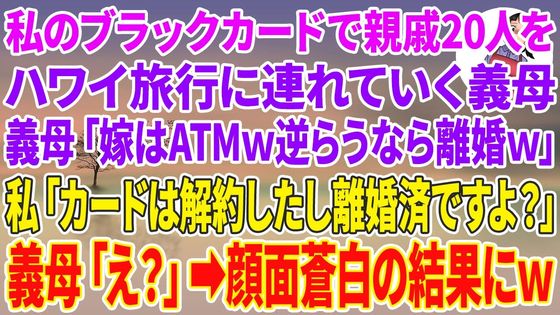 私のブラックカードで親戚20人を
ハワイ旅行に連れていく義母
義母「嫁はATMw逆らうなら離婚w」
私「カードは解約したし離婚済ですよ?」
義母「え?」➡顔面蒼白の結果にw